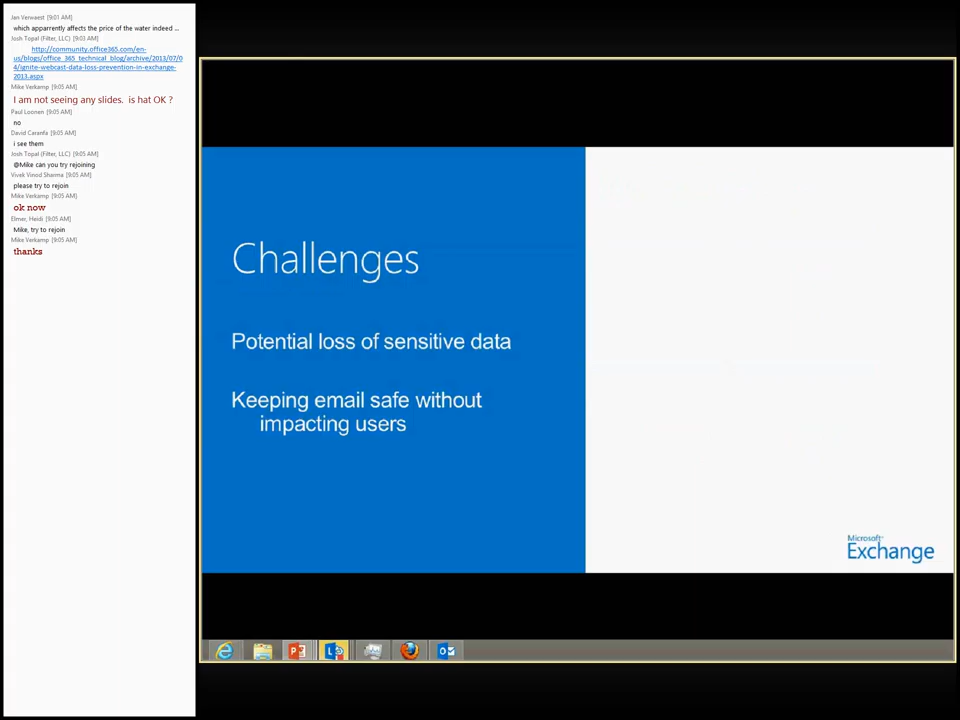 Jan Verwaest [9:01 AM]
which apparrently affects the price of the water indeed ...
Josh Topal (Filter, LLC) [9:03 AM]
http://community.office365.com/en-
us/blogs/office_365_technical_blog/archive/2013/07/0
4/ignite-webcast-data-loss-prevention-in-exchange-
2013.aspx
Mike Verkamp [9:05 AM]
I am not seeing any slides.  is hat OK ?
Paul Loonen [9:05 AM]
no
David Caranfa [9:05 AM]
i see them
Josh Topal (Filter, LLC) [9:05 AM]
@Mike can you try rejoining
Vivek Vinod Sharma [9:05 AM]
please try to rejoin
Mike Verkamp [9:05 AM]
ok now
Elmer, Heidi [9:05 AM]
Mike, try to rejoin
Mike Verkamp [9:05 AM]
thanks
Challenges
Potential loss of sensitive data
Keeping email safe without
impacting users
Microsoft
Exchange